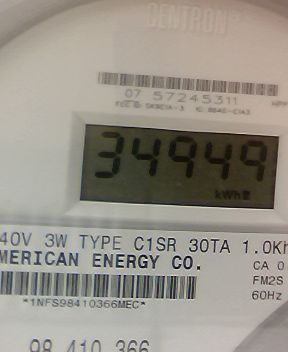 CENTRON®
07 57245311
34949
kWh
40V 3W TYPE C1SR 30TA 1.0Kh
MERICAN ENERGY CO.
CA 0
FM2S
60Hz
*1NFS98410366MEC*
98 410 366